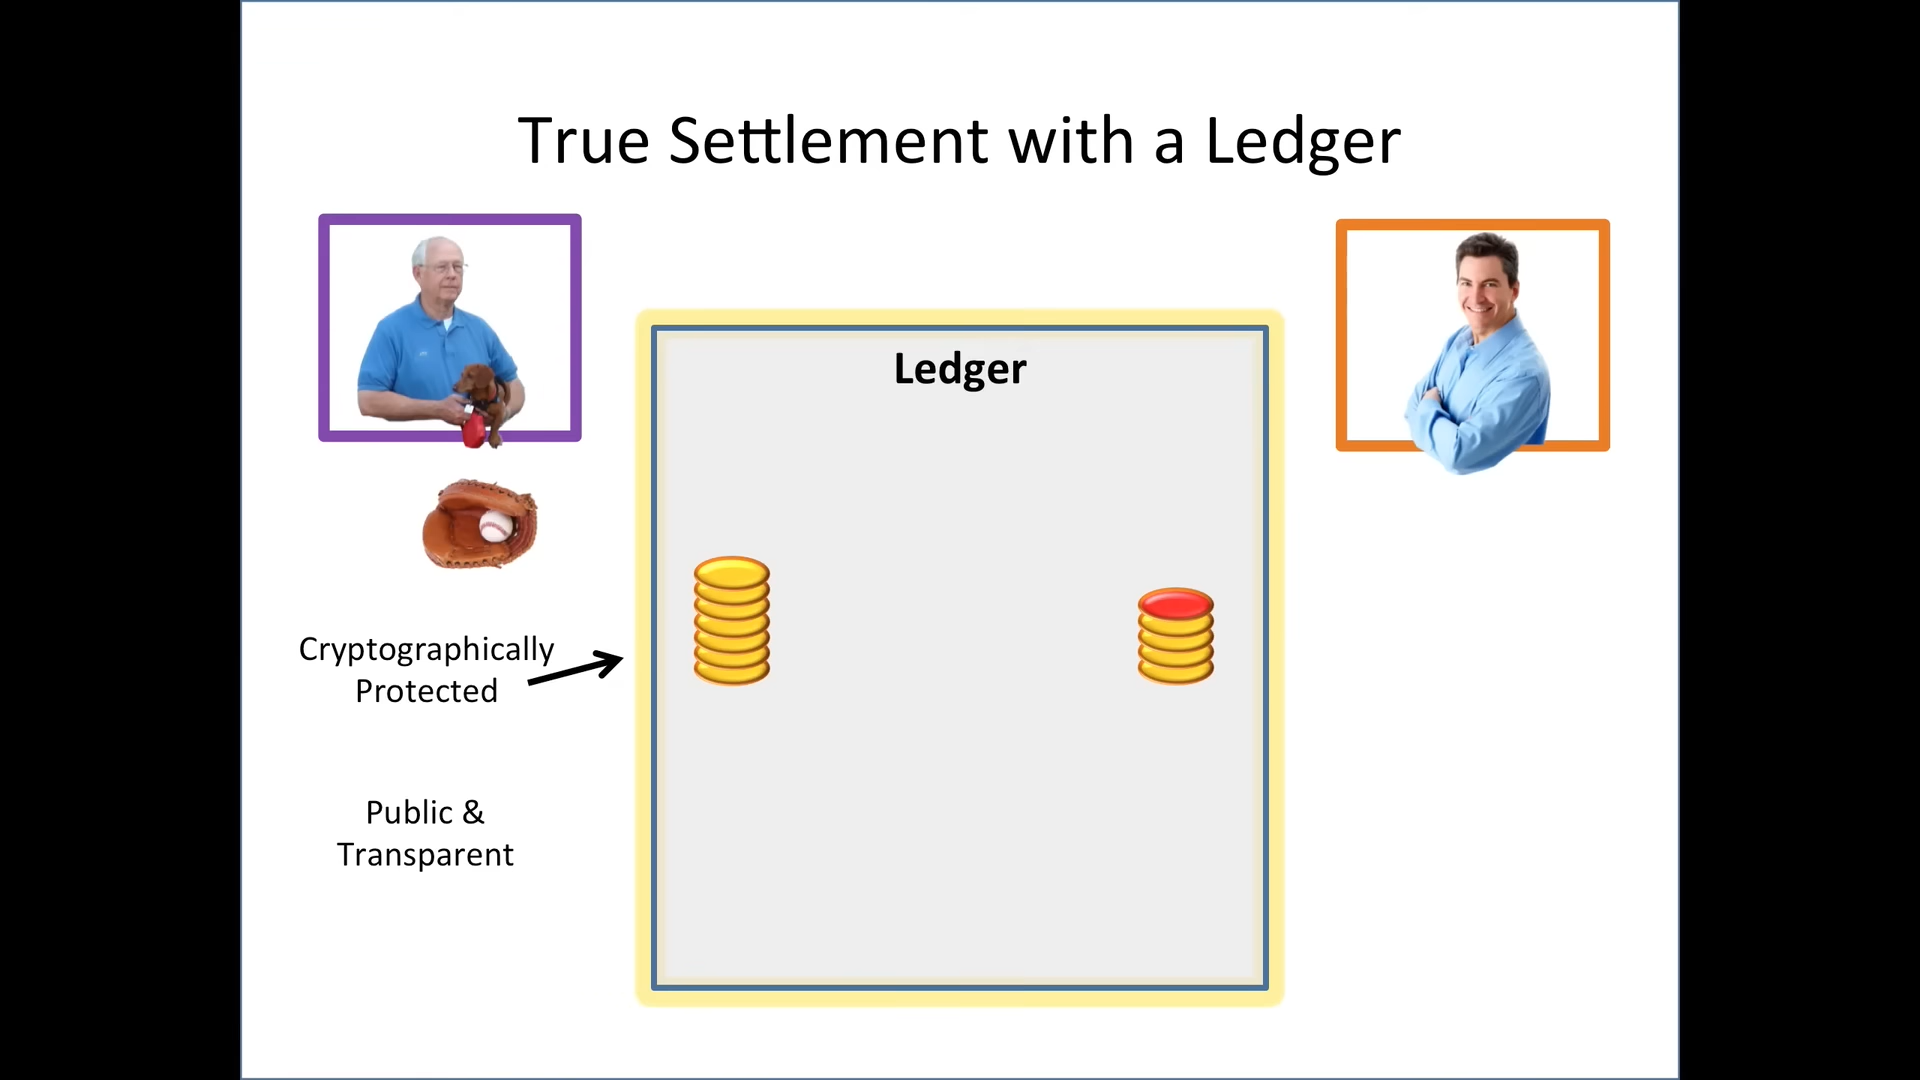 True Settlement with a Ledger
Ledger
Cryptographically
Protected
Public &
Transparent